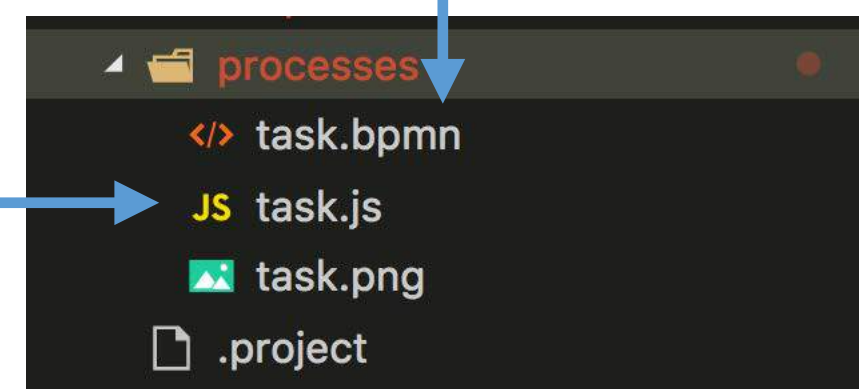 processes
</> task.bpmn
JS task.js
task.png
.project